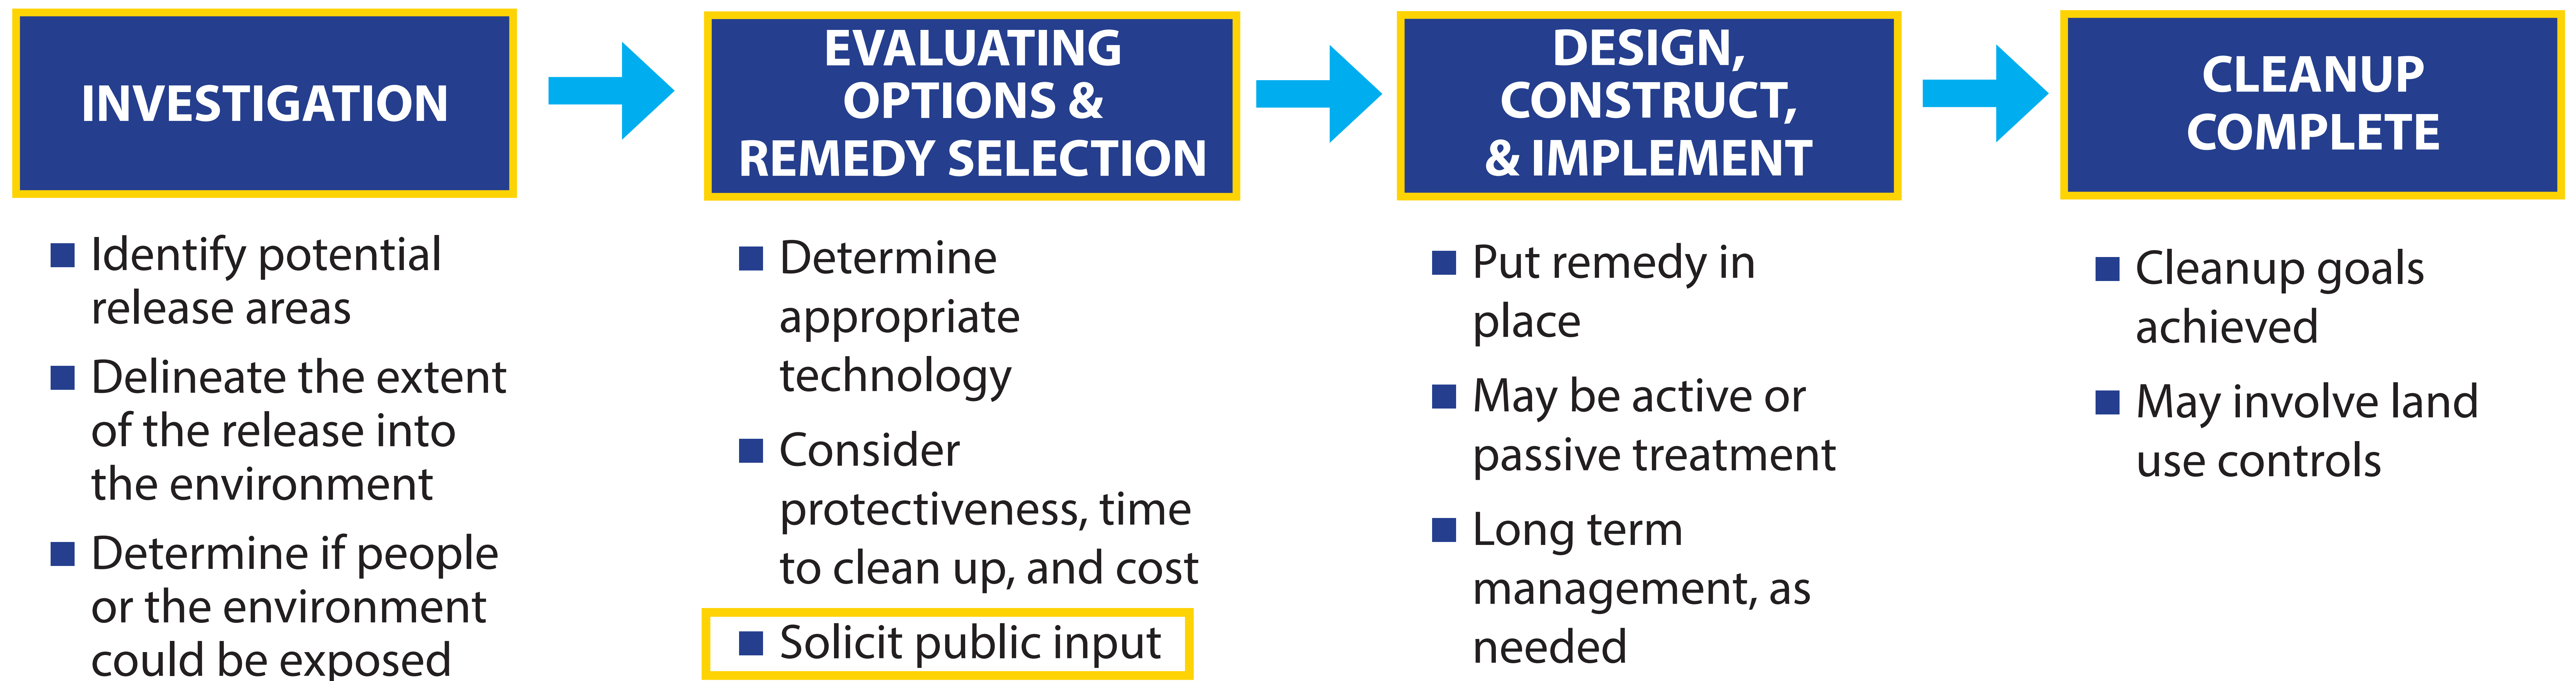 INVESTIGATION
Identify potential
release areas
Delineate the extent
of the release into
the environment
Determine if people
or the environment
could be exposed
EVALUATING
OPTIONS &
REMEDY SELECTION
Determine
appropriate
technology
Consider
protectiveness, time
to clean up, and cost
Solicit public input
DESIGN,
CONSTRUCT,
& IMPLEMENT
Put remedy in
place
May be active or
passive treatment
Long term
management, as
needed
CLEANUP
COMPLETE
Cleanup goals
achieved
May involve land
use controls